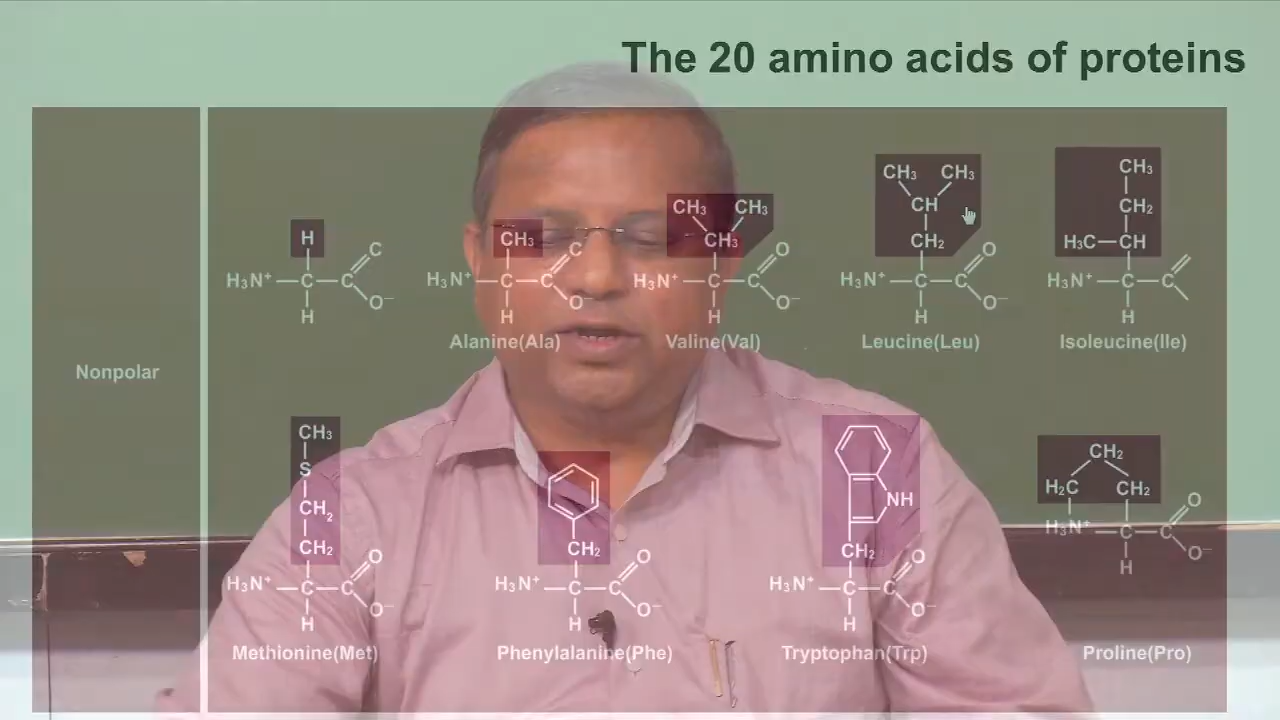 The 20 amino acids of proteins
Nonpolar
H
H₃N⁺ C C C
O⁻
H
CH₃
H₃N⁺ C C C
O⁻
H
Alanine(Ala)
CH₃ CH₃
CH₃
H₃N⁺ C C O
O⁻
H
Valine(Val)
CH₃ CH₃
CH
CH₂
H₃N⁺ C C O
O⁻
H
Leucine(Leu)
CH₃
CH₂
H₃C CH
H₃N⁺ C C
H
Isoleucine(Ile)
CH₃
S
CH₂
CH₂
H₃N⁺ C C O
O⁻
H
Methionine(Met)
CH₂
H₃N⁺ C C O
O⁻
H
Phenylalanine(Phe)
NH
CH₂
H₃N⁺ C C O
O⁻
H
Tryptophan(Trp)
CH₂
H₂C CH₂
H₃N⁺ C C O
O⁻
H
Proline(Pro)